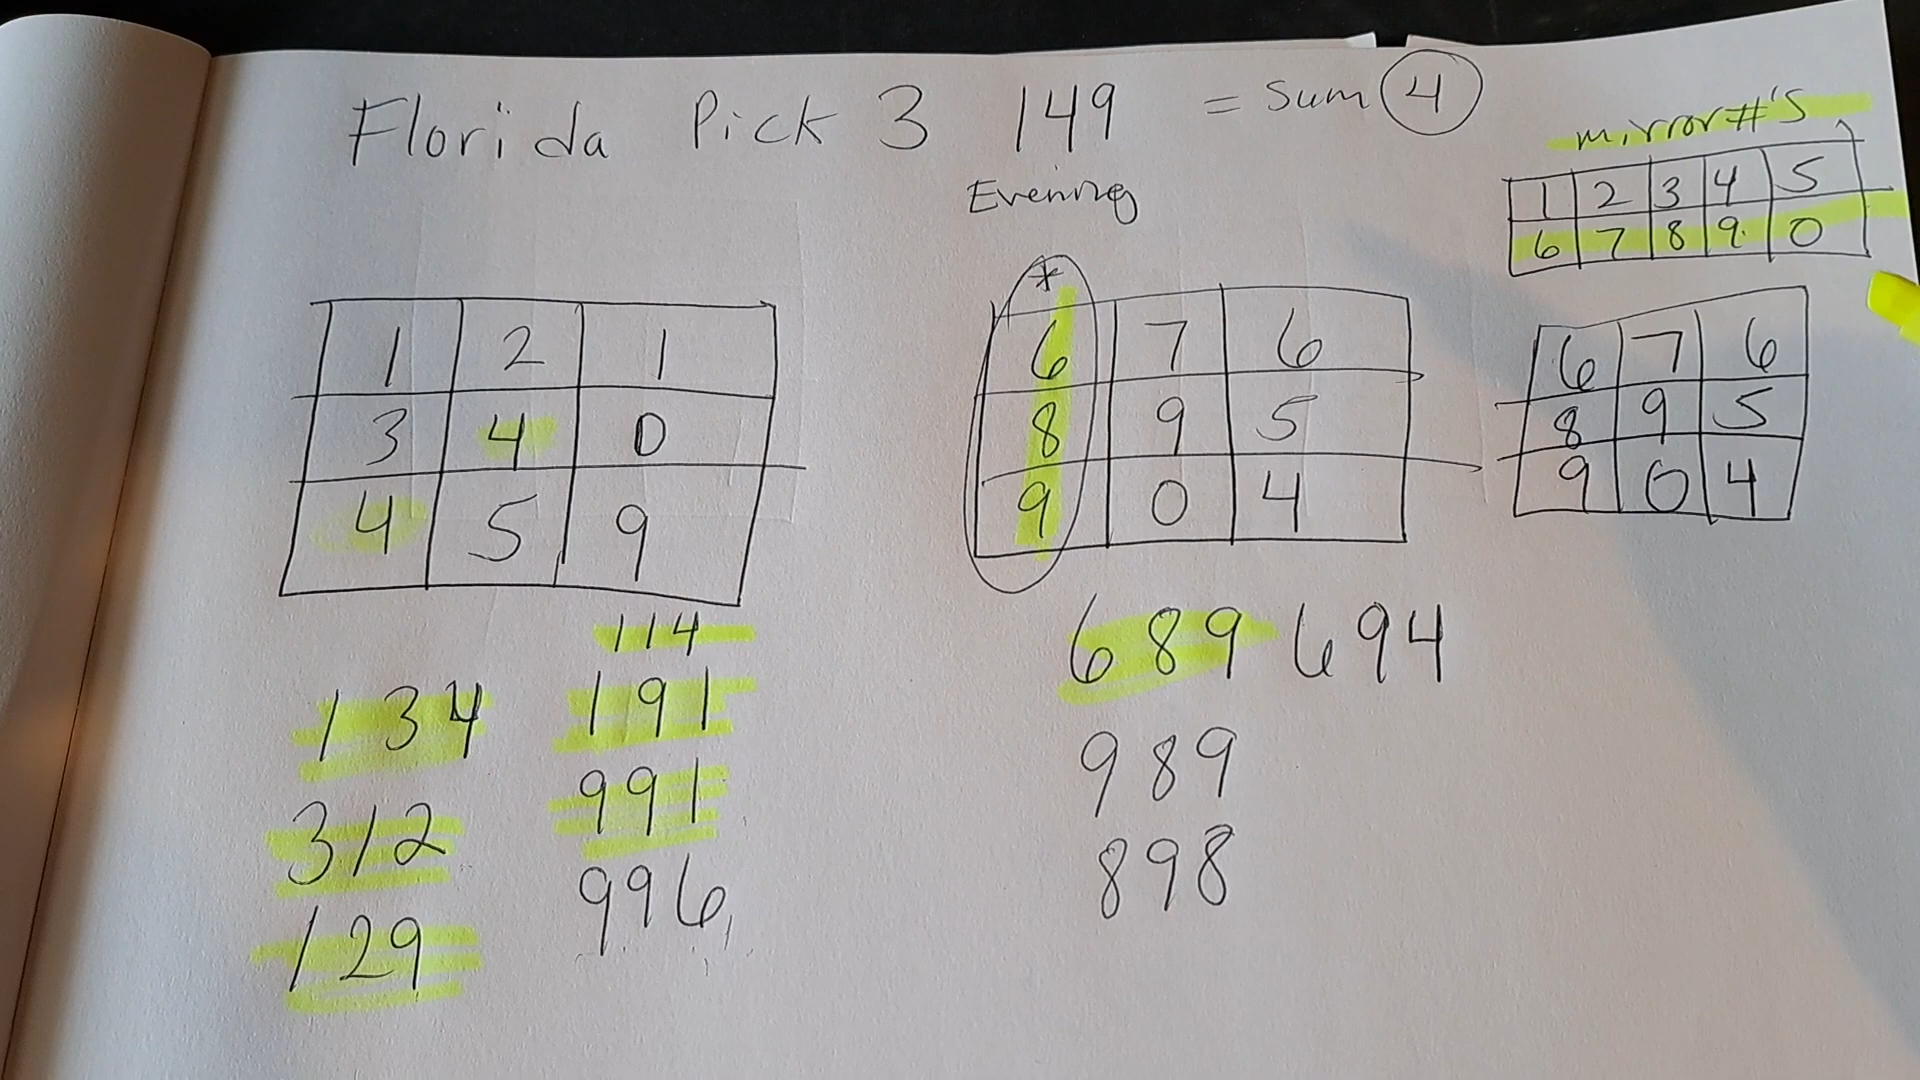 Florida Pick 3 149 = Sum 4
Evening
mirror #'s
1 2 3 4 5
6 7 8 9 0
1 2 1
3 4 0
4 5 9
*
6 7 6
8 9 5
9 0 4
6 7 6
8 9 5
9 0 4
134
312
129
114
191
991
996
689 694
989
898